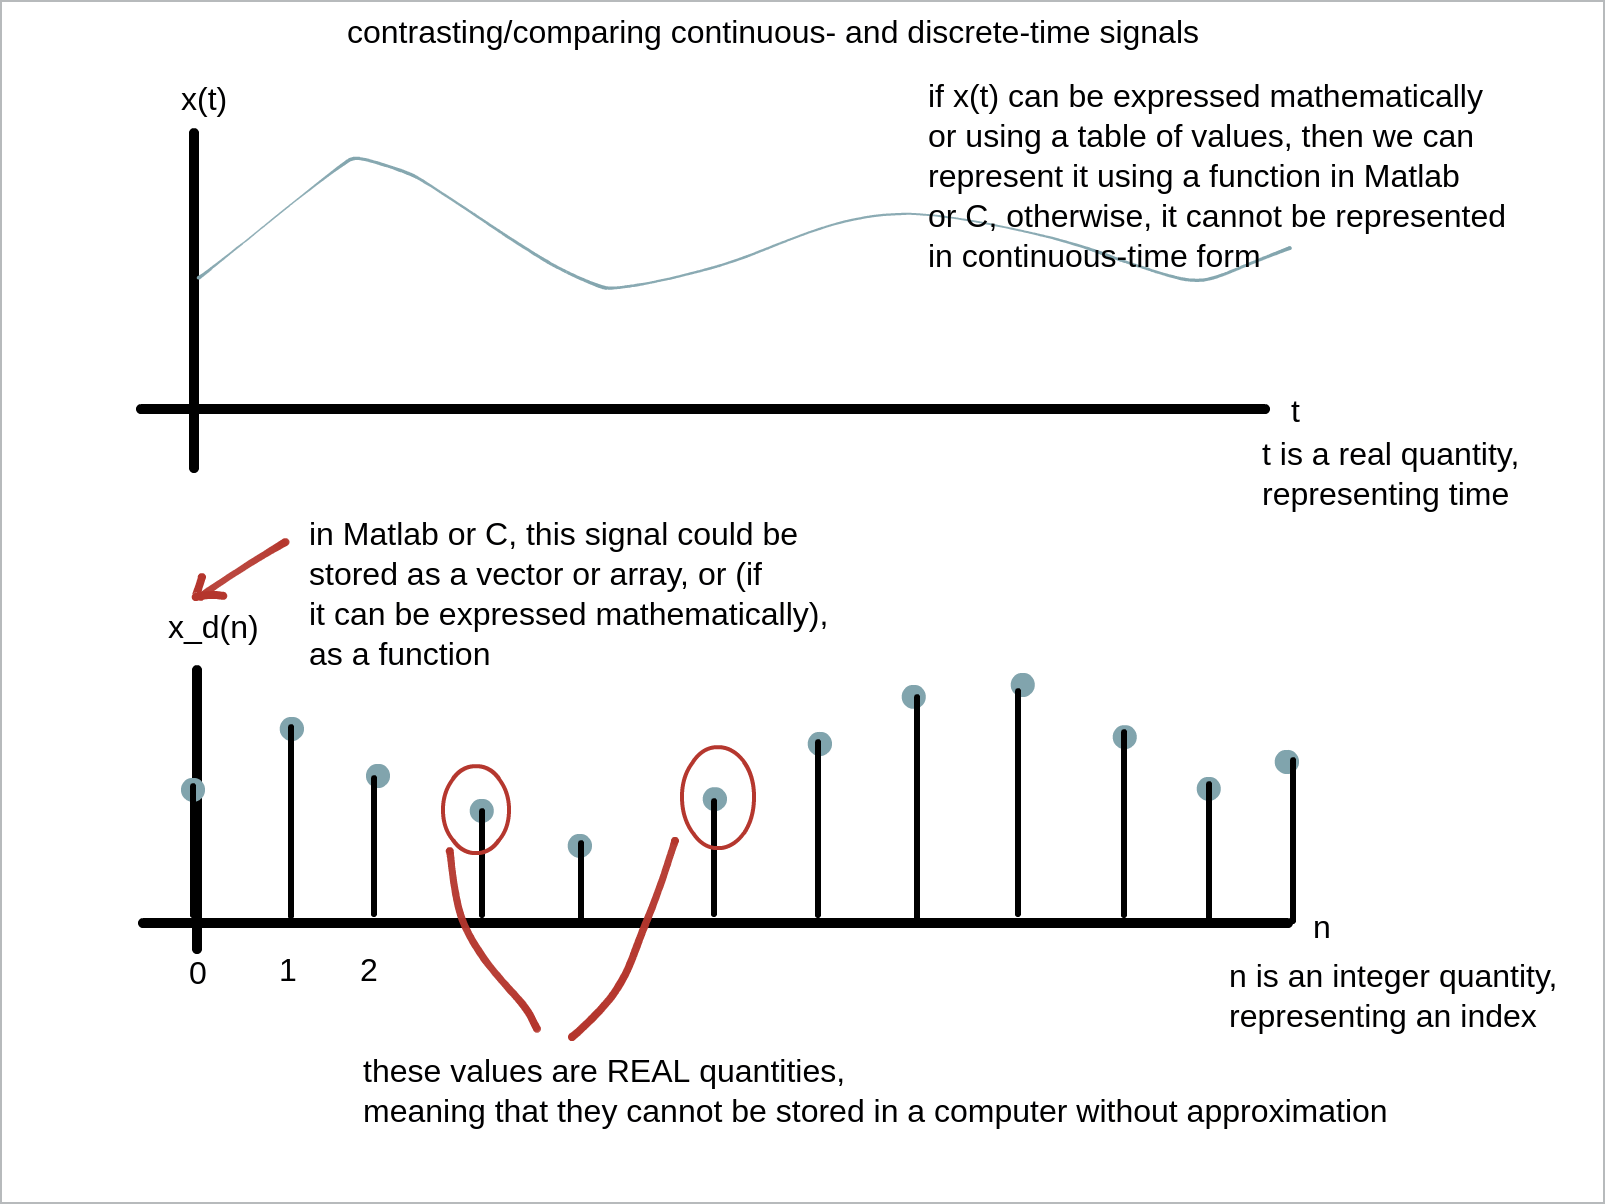 contrasting/comparing continuous- and discrete-time signals
x(t)
if x(t) can be expressed mathematically
or using a table of values, then we can
represent it using a function in Matlab
or C, otherwise, it cannot be represented
in continuous-time form
t
t is a real quantity,
representing time
in Matlab or C, this signal could be
stored as a vector or array, or (if
it can be expressed mathematically),
as a function
x_d(n)
n
0
1
2
n is an integer quantity,
representing an index
these values are REAL quantities,
meaning that they cannot be stored in a computer without approximation